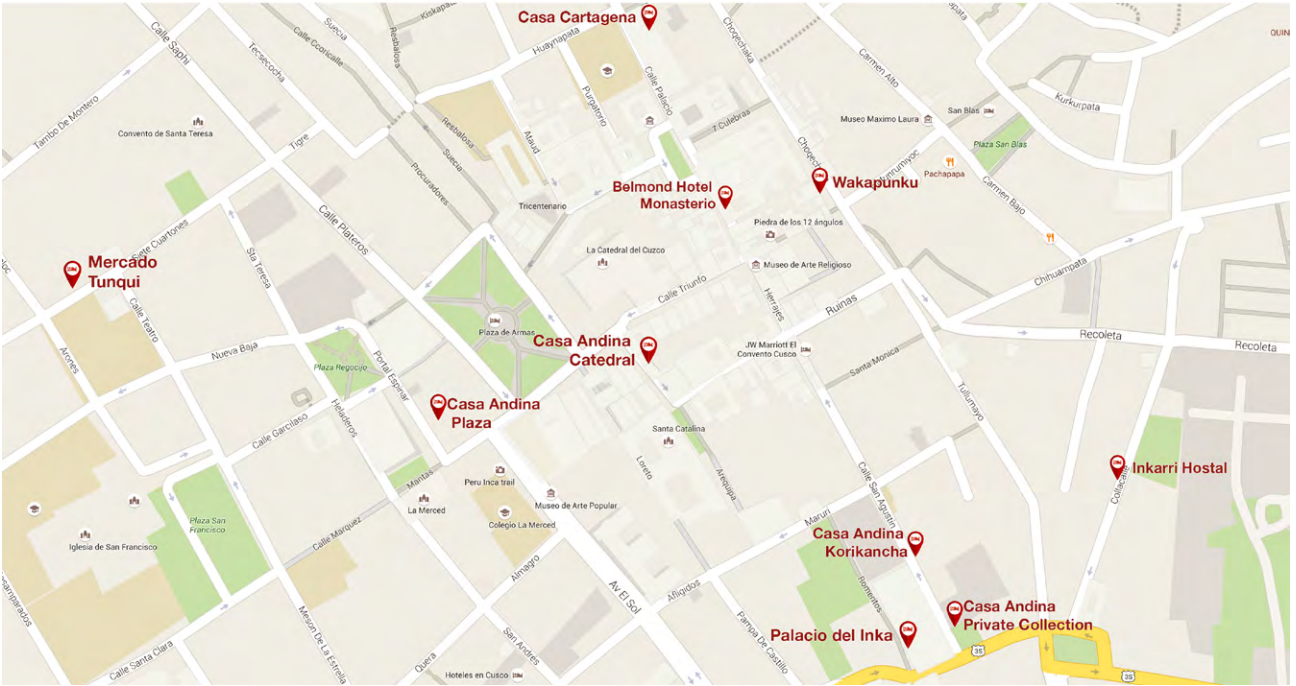 Casa Cartagena
Kiskapata
Suecia
Resbalosa
Calle Ccoricalle
Calle Saphi
Tecsecocha
Huaynapata
Choqechaka
QUIN
Carmen Alto
Kurkurpata
San Blas
Museo Maximo Laura
Plaza San Blas
Tambo De Montero
Convento de Santa Teresa
Tigre
Resbalosa
Suecia
Ataud
Purgatorio
Calle Palacio
7 Culebras
Procuradores
Tricentenario
Belmond Hotel
Monasterio
Wakapunku
Pachapapa
Carmen Bajo
Piedra de los 12 ángulos
Museo de Arte Religioso
La Catedral del Cuzco
Calle Triunfo
Herrajes
Ruinas
Chihuampata
Recoleta
Recoleta
Siete Cuartones
Sta Teresa
Calle Plateros
Mercado
Tunqui
Calle Teatro
Arones
Nueva Baja
Plaza Regocijo
Portal Espinar
Plaza de Armas
Casa Andina
Catedral
JW Marriott El
Convento Cusco
Santa Monica
Tullumayo
Casa Andina
Plaza
Calle Garcilaso
Heladeros
Santa Catalina
Loreto
Arequipa
Inkarri Hostal
Collacalle
Mantas
Peru Inca trail
La Merced
Colegio La Merced
Museo de Arte Popular
Calle San Agustin
Maruri
Plaza San
Francisco
Iglesia de San Francisco
Calle Marquez
Almagro
Av El Sol
Afligidos
Casa Andina
Korikancha
Romeritos
Casa Andina
Private Collection
Palacio del Inka
Calle Santa Clara
Meson De La Estrella
Quera
San Andres
Pampa De Castillo
Hoteles en Cusco
3S
3S